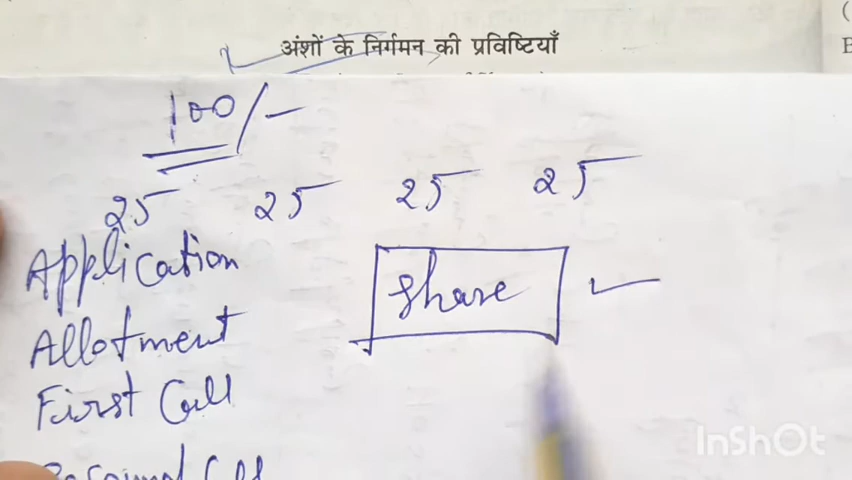 अंशों के निर्गमन की प्रविष्टियाँ
100/-
25 25 25 25
Application
Share
Allotment
First Call
InShot